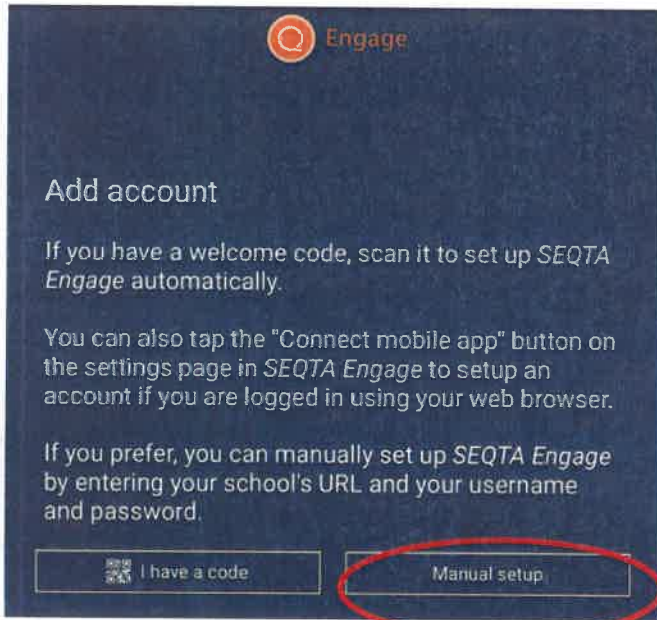 Engage
Add account
If you have a welcome code, scan it to set up SEQTA
Engage automatically.
You can also tap the "Connect mobile app" button on
the settings page in SEQTA Engage to setup an
account if you are logged in using your web browser.
If you prefer, you can manually set up SEQTA Engage
by entering your school's URL and your username
and password.
I have a code
Manual setup